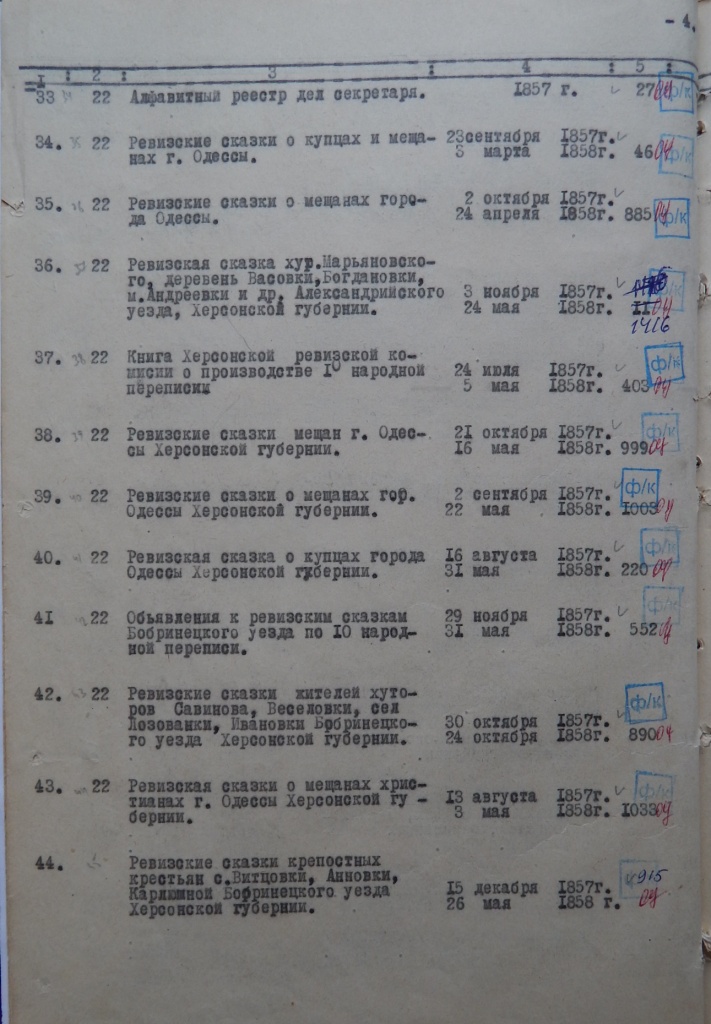 - 4.
I : 2 : 3 : 4 : 5 :
33 22 Алфавитный реестр дел секретаря. 1857 г. 27 ф/к
34. 22 Ревизские сказки о купцах и меща- 23сентября 1857г.
нах г. Одессы. 3 марта 1858г. 46 ф/к
35. 22 Ревизские сказки о мещанах горо- 2 октября 1857г.
да Одессы. 24 апреля 1858г. 885 ф/к
36. 22 Ревизская сказка хур.Марьяновско-
го, деревень Васовки,Богдановки,
м.Андреевки и др. Александрийского 3 ноября 1857г.
уезда, Херсонской губернии. 24 мая 1858г. ф/к
1416
37. 22 Книга Херсонской ревизской ко-
мисии о производстве 10 народной 24 июля 1857г. ф/к
переписии 5 мая 1858г. 403
38. 22 Ревизские сказки мещан г. Одес- 21 октября 1857г. ф/к
сы Херсонской губернии. 16 мая 1858г. 999
39. 22 Ревизские сказки о мещанах гор. 2 сентября 1857г. ф/к
Одессы Херсонской губернии. 22 мая 1858г. 1003
40. 22 Ревизская сказка о купцах города 16 августа 1857г. ф/к
Одессы Херсонской губернии. 31 мая 1858г. 220
41 22 Обьявления к ревизским сказкам 29 ноября 1857г. ф/к
Бобринецкого уезда по 10 народ- 31 мая 1858г. 552
ной переписи.
42. 22 Ревизские сказки жителей хуто- ф/к
ров Савинова, Веселовки, сел
Лозованки, Ивановки Бобринецко- 30 октября 1857г.
го уезда Херсонской губернии. 24 октября 1858г. 890
43. 22 Ревизская сказки о мещанах хрис- ф/к
тианах г. Одессы Херсонской гу - 13 августа 1857г.
бернии. 3 мая 1858г. 1033
44. Ревизские сказки крепостных
крестьян с.Витцовки, Анновки, 915
Карлюмной Бобринецкого уезда 15 декабря 1857г.
Херсонской губернии. 26 мая 1858 г.